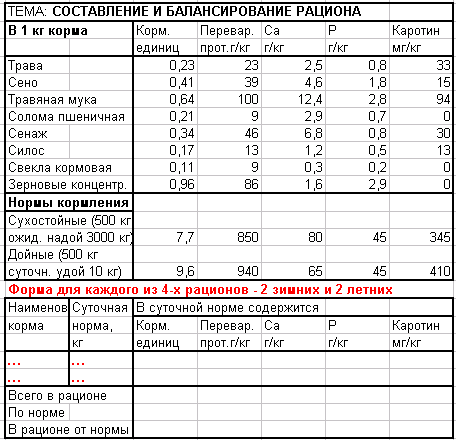 ТЕМА: СОСТАВЛЕНИЕ И БАЛАНСИРОВАНИЕ РАЦИОНА
В 1 кг корма Корм. Перевар. Ca P Каротин
единиц прот.г/кг г/кг г/кг мг/кг
Трава 0,23 23 2,5 0,8 33
Сено 0,41 39 4,6 1,8 15
Травяная мука 0,64 100 12,4 2,8 94
Солома пшеничная 0,21 9 2,9 0,7 0
Сенаж 0,34 46 6,8 0,8 30
Силос 0,17 13 1,2 0,5 13
Свекла кормовая 0,11 9 0,3 0,2 0
Зерновые концентр. 0,96 86 1,6 2,9 0
Нормы кормления
Сухостойные (500 кг
ожид. надой 3000 кг) 7,7 850 80 45 345
Дойные (500 кг
суточн. удой 10 кг) 9,6 940 65 45 410
Форма для каждого из 4-х рационов - 2 зимних и 2 летних
Наименов Суточная В суточной норме содержится
корма норма, Корм. Перевар. Ca P Каротин
кг единиц прот.г/кг г/кг г/кг мг/кг
... ...
... ...
Всего в рационе
По норме
В рационе от нормы